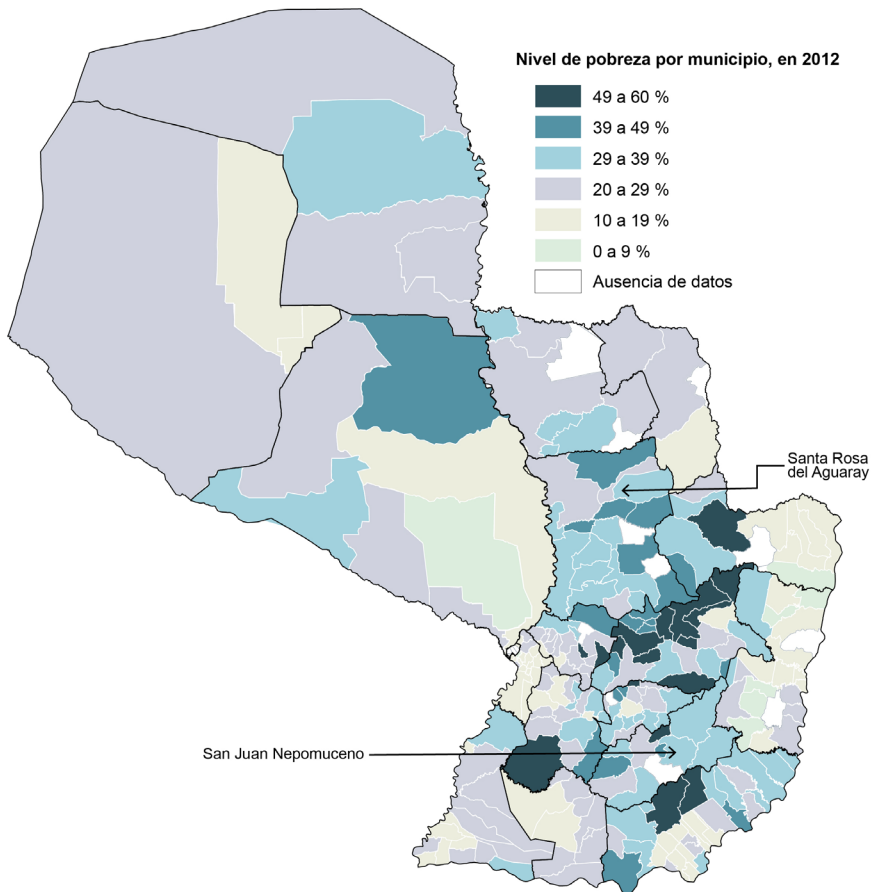 Nivel de pobreza por municipio, en 2012
49 a 60 %
39 a 49 %
29 a 39 %
20 a 29 %
10 a 19 %
0 a 9 %
Ausencia de datos
Santa Rosa
del Aguaray
San Juan Nepomuceno